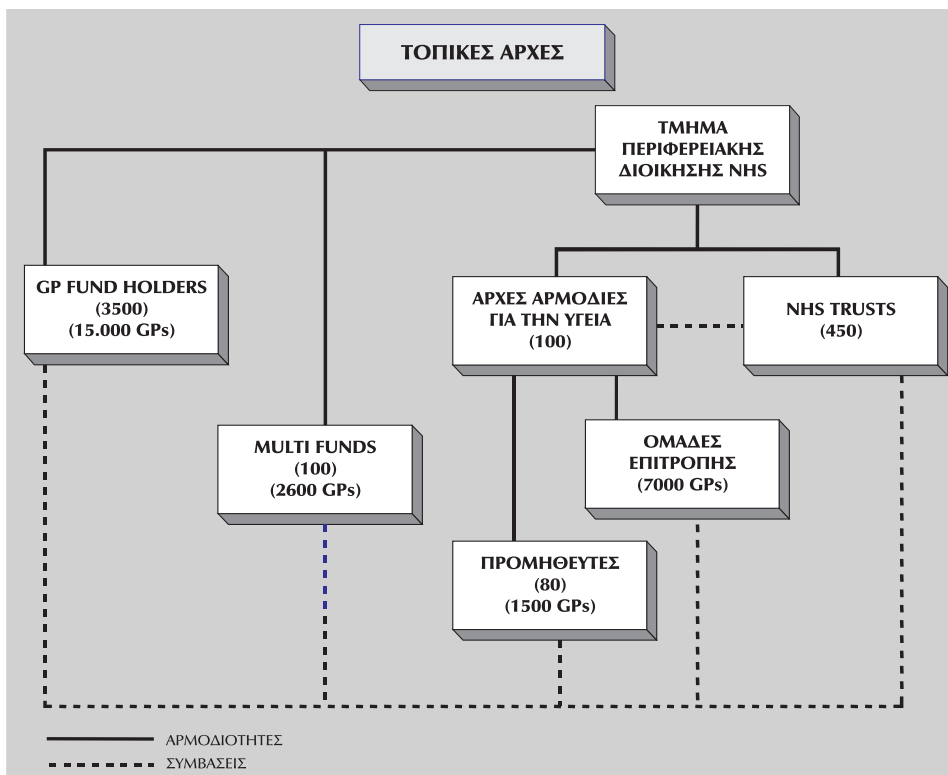 ΤΟΠΙΚΕΣ ΑΡΧΕΣ
ΤΜΗΜΑ
ΠΕΡΙΦΕΡΕΙΑΚΗΣ
ΔΙΟΙΚΗΣΗΣ NHS
GP FUND HOLDERS
(3500)
(15.000 GPs)
ΑΡΧΕΣ ΑΡΜΟΔΙΕΣ
ΓΙΑ ΤΗΝ ΥΓΕΙΑ
(100)
NHS TRUSTS
(450)
MULTI FUNDS
(100)
(2600 GPs)
ΟΜΑΔΕΣ
ΕΠΙΤΡΟΠΗΣ
(7000 GPs)
ΠΡΟΜΗΘΕΥΤΕΣ
(80)
(1500 GPs)
ΑΡΜΟΔΙΟΤΗΤΕΣ
ΣΥΜΒΑΣΕΙΣ